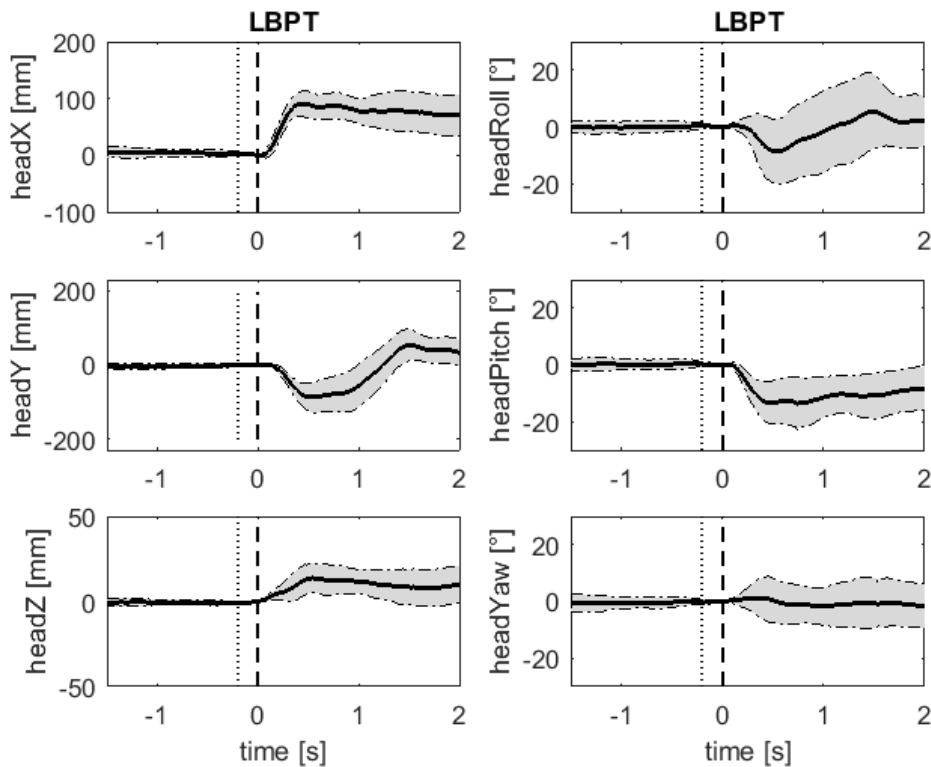 LBPT
headX [mm]
200
100
0
-100
-1 0 1 2
LBPT
headRoll [°]
20
0
-20
-1 0 1 2
headY [mm]
200
0
-200
-1 0 1 2
headPitch [°]
20
0
-20
-1 0 1 2
headZ [mm]
50
0
-50
-1 0 1 2
time [s]
headYaw [°]
20
0
-20
-1 0 1 2
time [s]